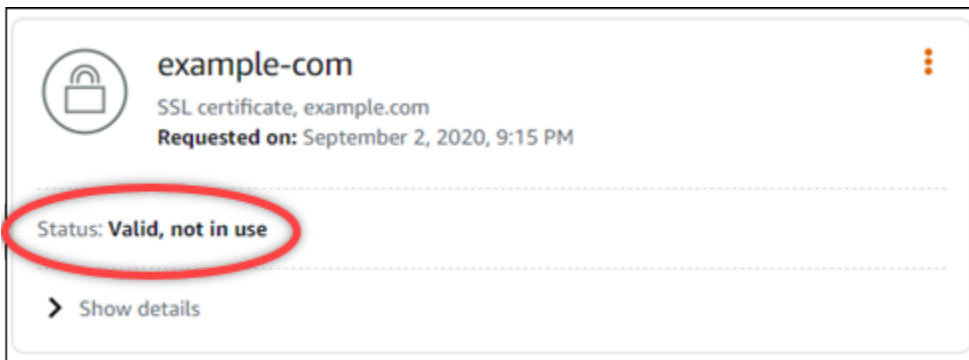 example-com
SSL certificate, example.com
Requested on: September 2, 2020, 9:15 PM
Status: Valid, not in use
Show details